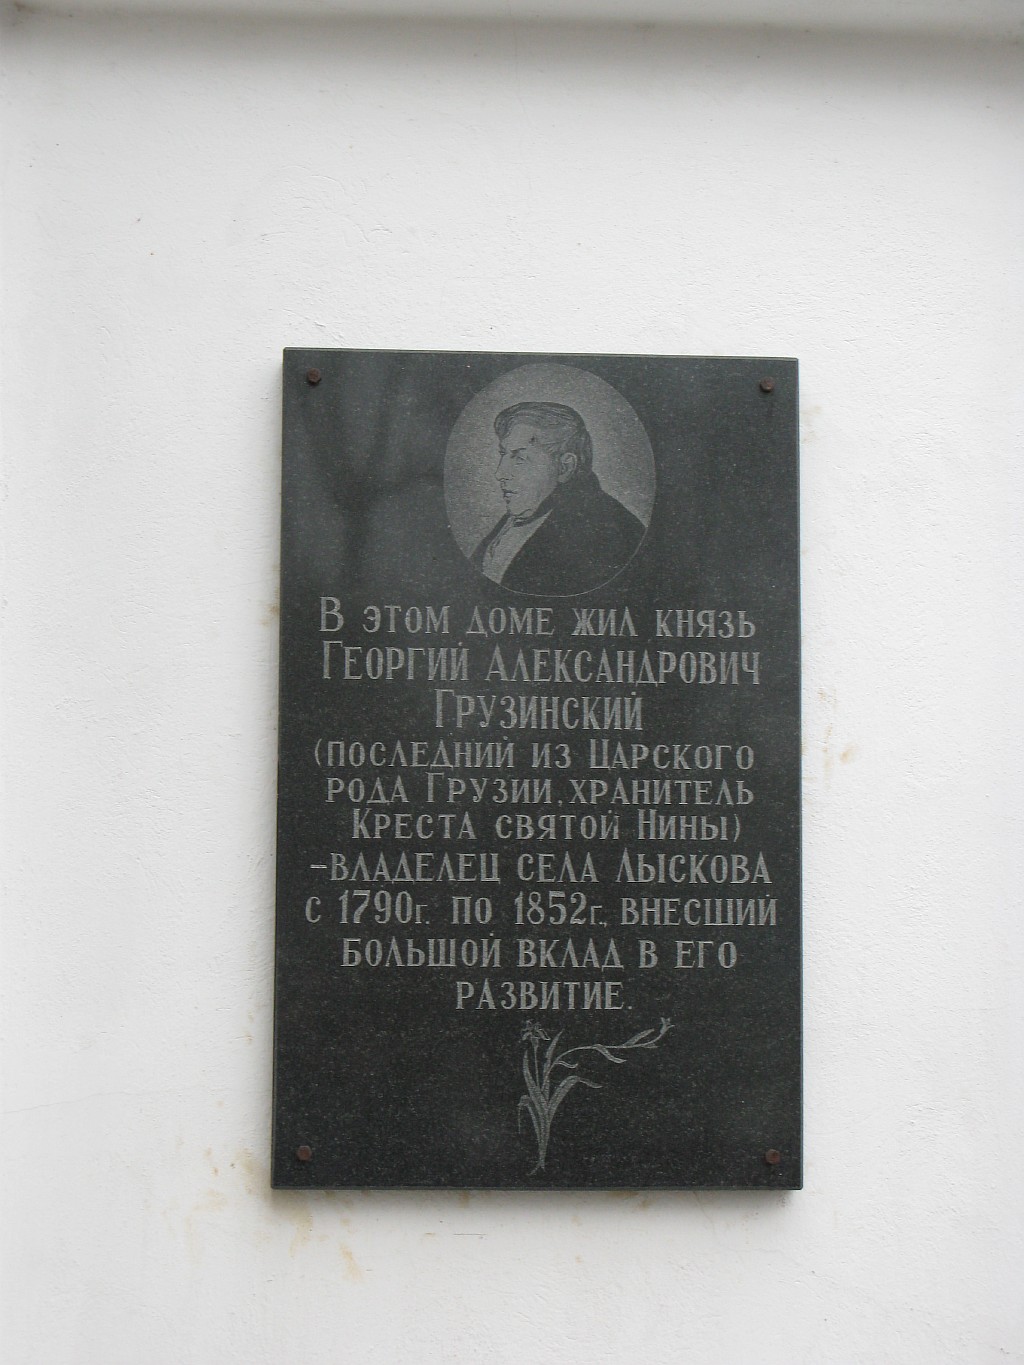 В этом доме жил князь
Георгий Александрович
Грузинский
(последний из Царского
рода Грузии, хранитель
Креста святой Нины)
–владелец села Лыскова
с 1790г. по 1852г., внесший
большой вклад в его
развитие.